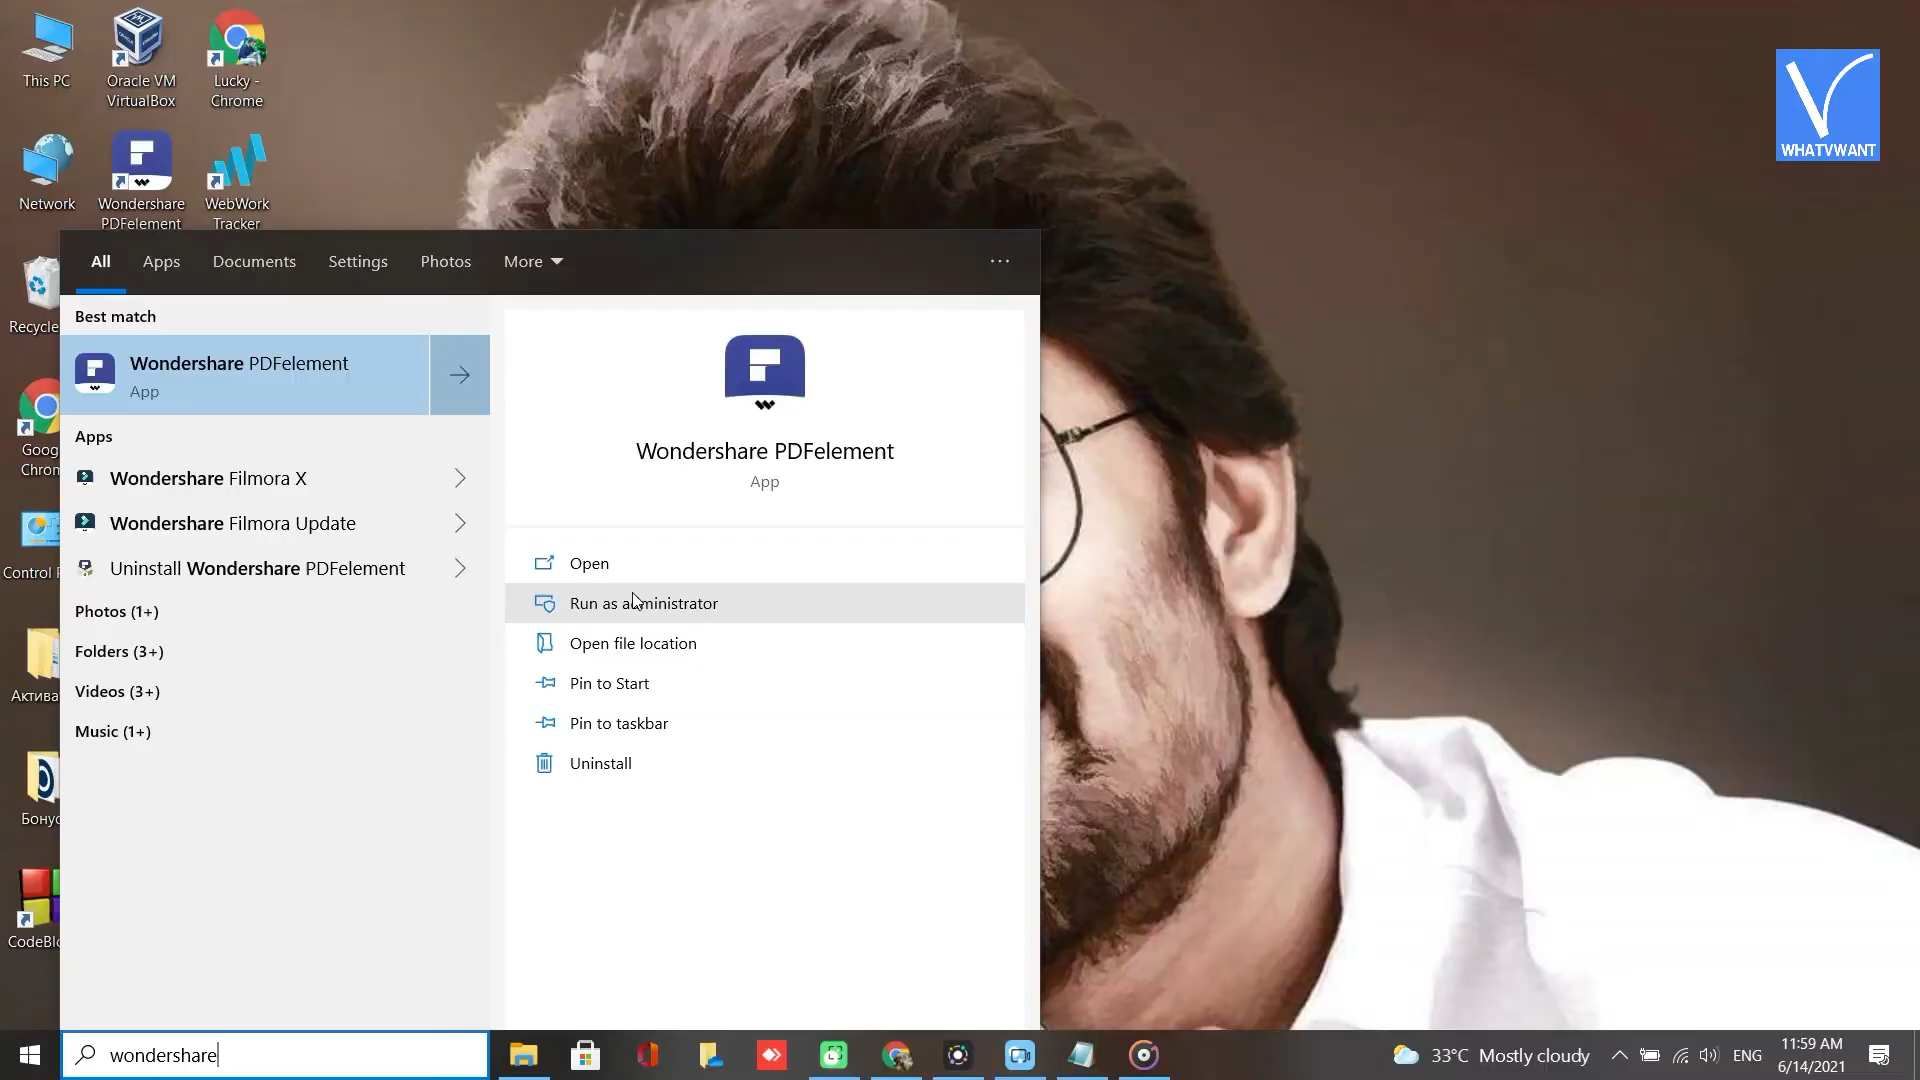 This PC
Oracle VM
VirtualBox
Lucky -
Chrome
Network
Wondershare
PDFelement
WebWork
Tracker
Recycle
Goog
Chrom
Control P
Актива
Бонус
CodeBlo
WHATVWANT
All
Apps
Documents
Settings
Photos
More
Best match
Wondershare PDFelement
App
Apps
Wondershare Filmora X
Wondershare Filmora Update
Uninstall Wondershare PDFelement
Photos (1+)
Folders (3+)
Videos (3+)
Music (1+)
Wondershare PDFelement
App
Open
Run as administrator
Open file location
Pin to Start
Pin to taskbar
Uninstall
wondershare
33°C Mostly cloudy
ENG
11:59 AM
6/14/2021